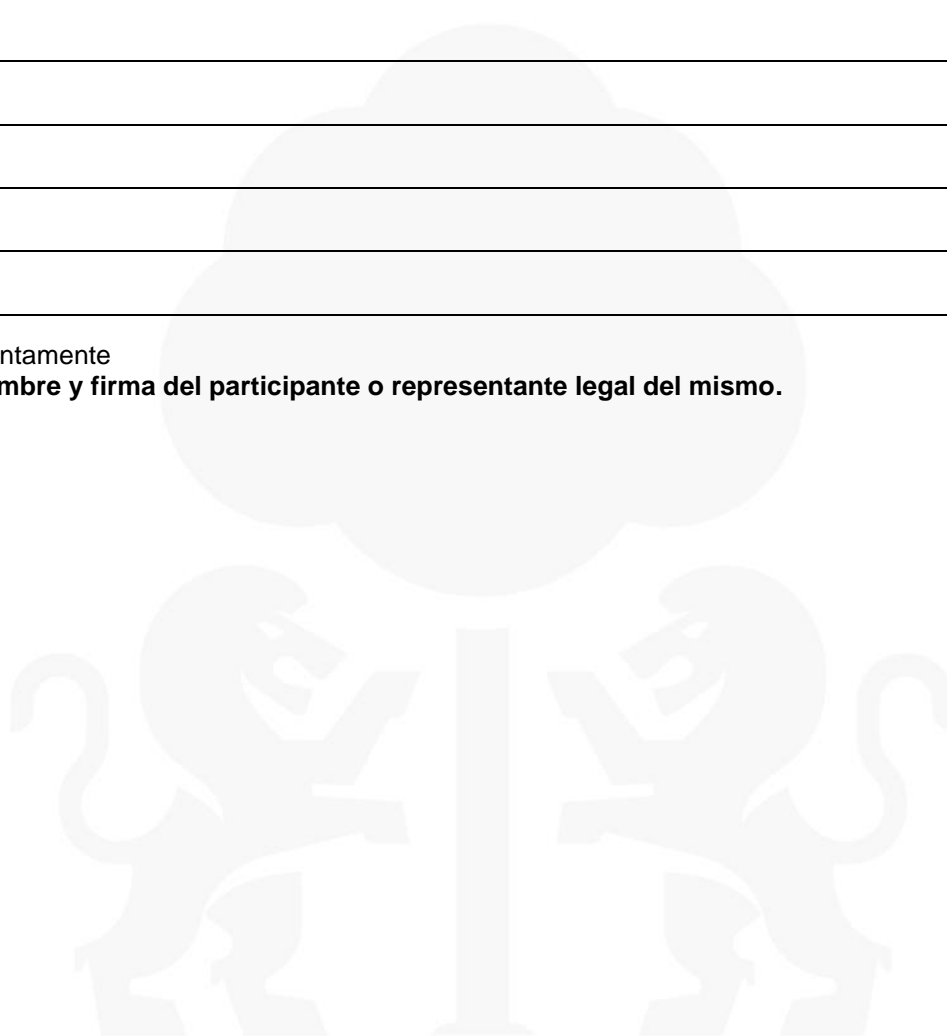 ntamente
mbre y firma del participante o representante legal del mismo.